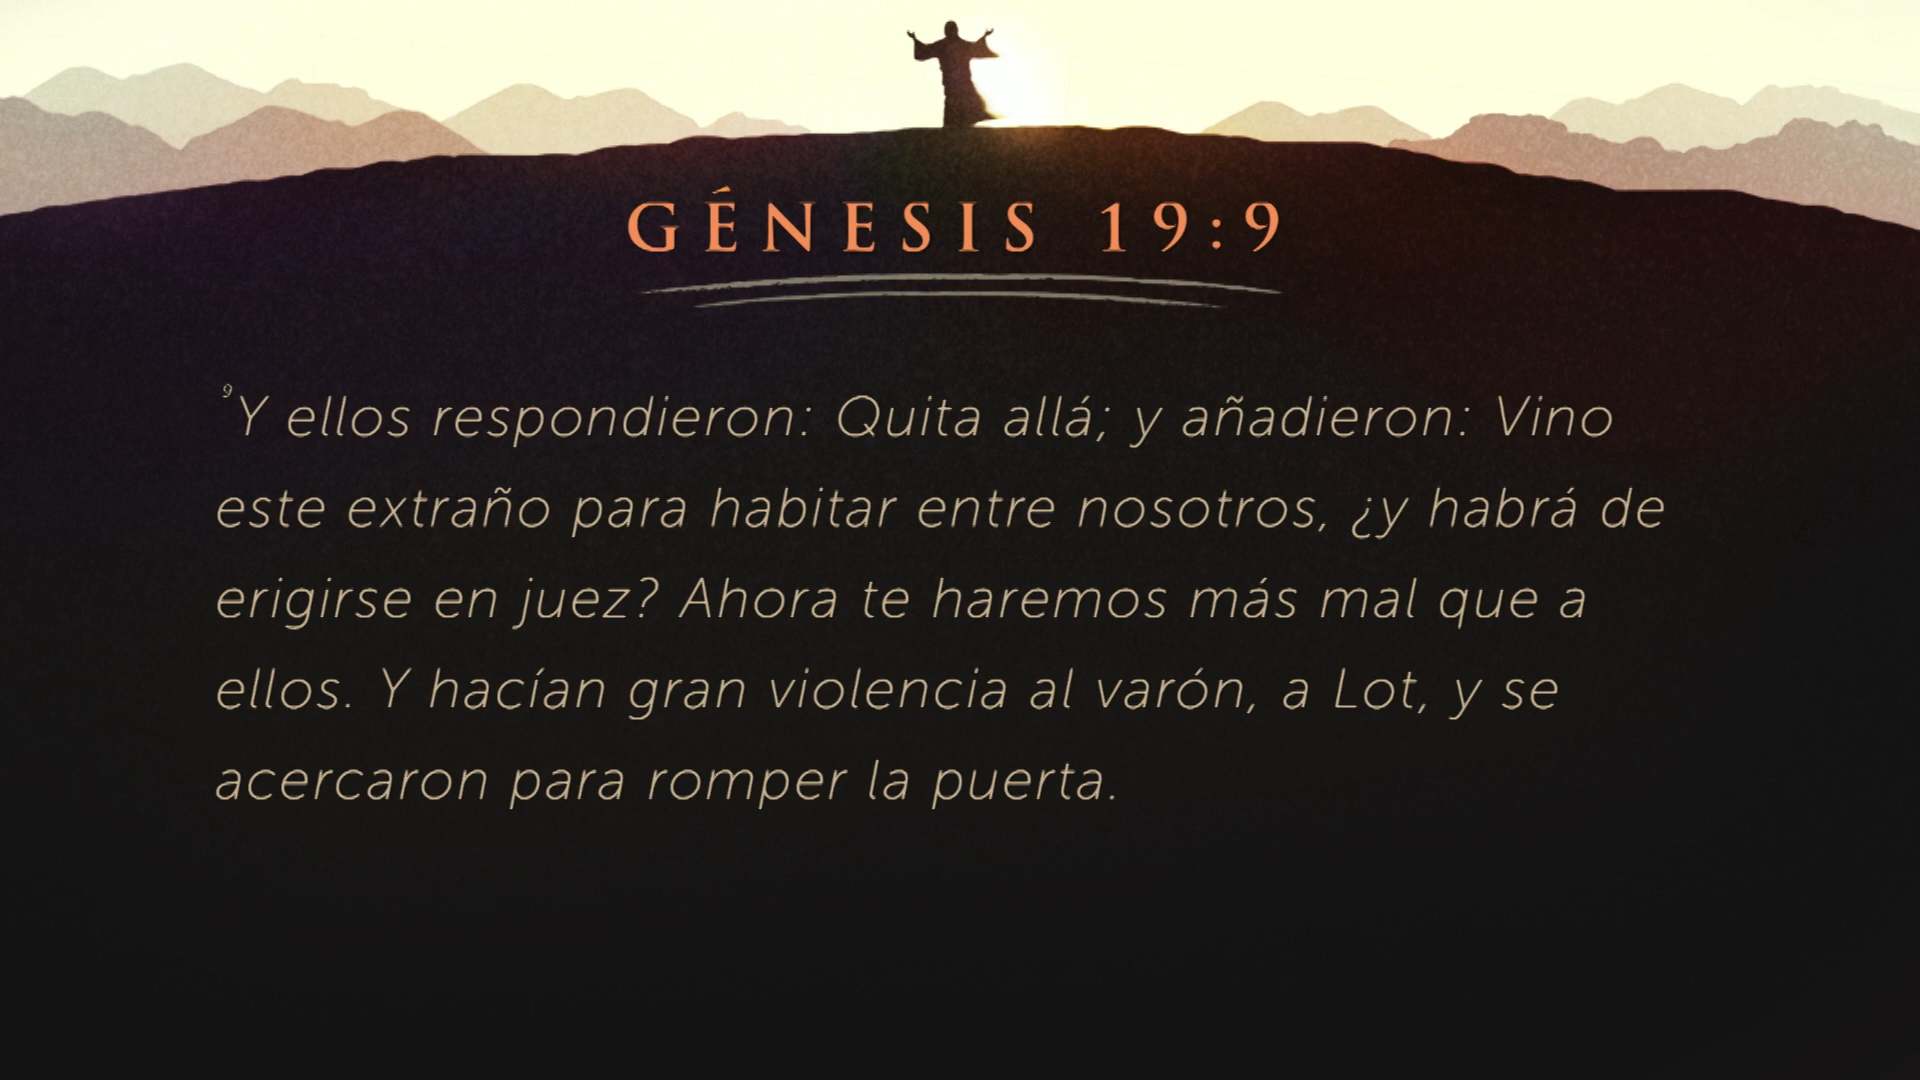 GÉNESIS 19:9
⁹Y ellos respondieron: Quita allá; y añadieron: Vino
este extraño para habitar entre nosotros, ¿y habrá de
erigirse en juez? Ahora te haremos más mal que a
ellos. Y hacían gran violencia al varón, a Lot, y se
acercaron para romper la puerta.